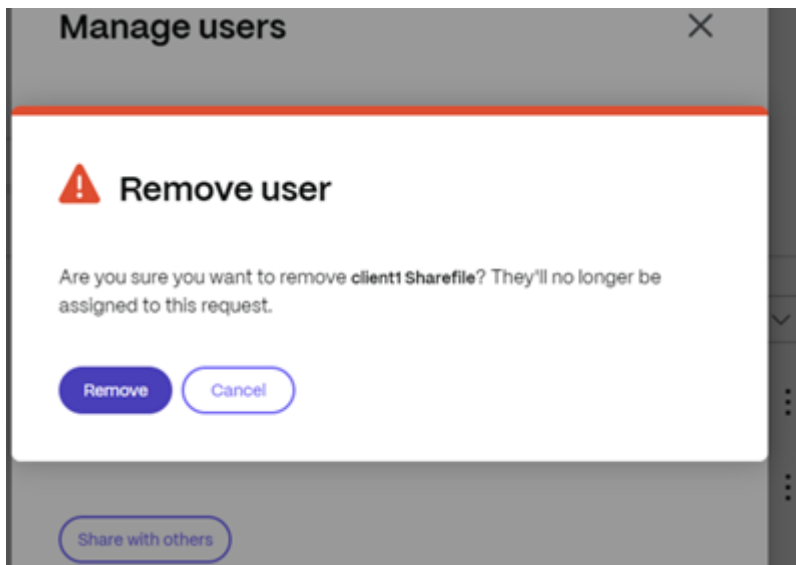 Manage users
Remove user
Are you sure you want to remove client1 Sharefile? They'll no longer be
assigned to this request.
Remove
Cancel
Share with others